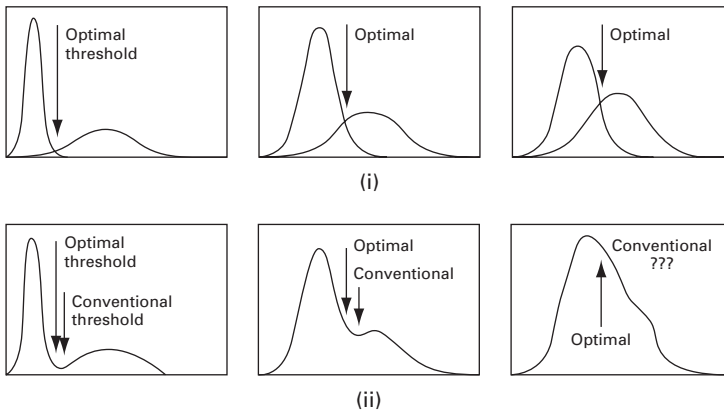 Optimal
threshold
Optimal
Optimal
(i)
Optimal
threshold
Conventional
threshold
Optimal
Conventional
Conventional
???
Optimal
(ii)